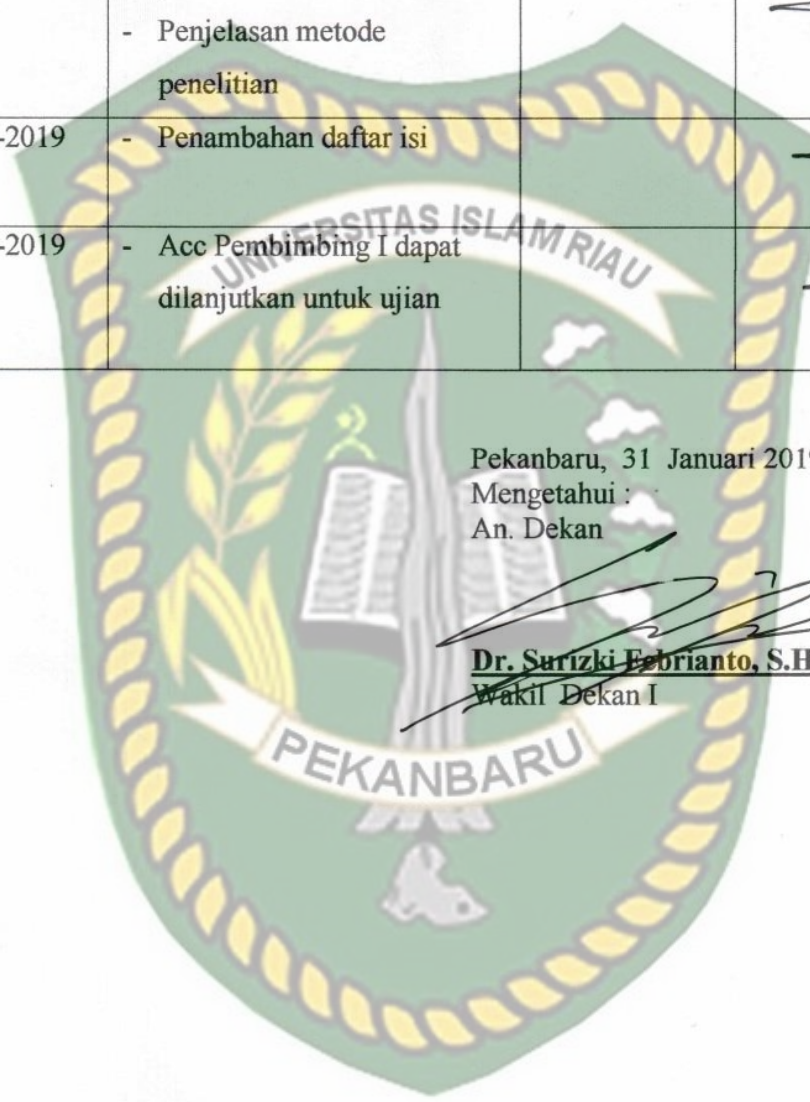 - Penjelasan metode
penelitian
-2019 - Penambahan daftar isi
-2019 - Acc Pembimbing I dapat
dilanjutkan untuk ujian
UNIVERSITAS ISLAM RIAU
Pekanbaru, 31 Januari 2019
Mengetahui :
An. Dekan
Dr. Surizki Febrianto, S.H
Wakil Dekan I
PEKANBARU